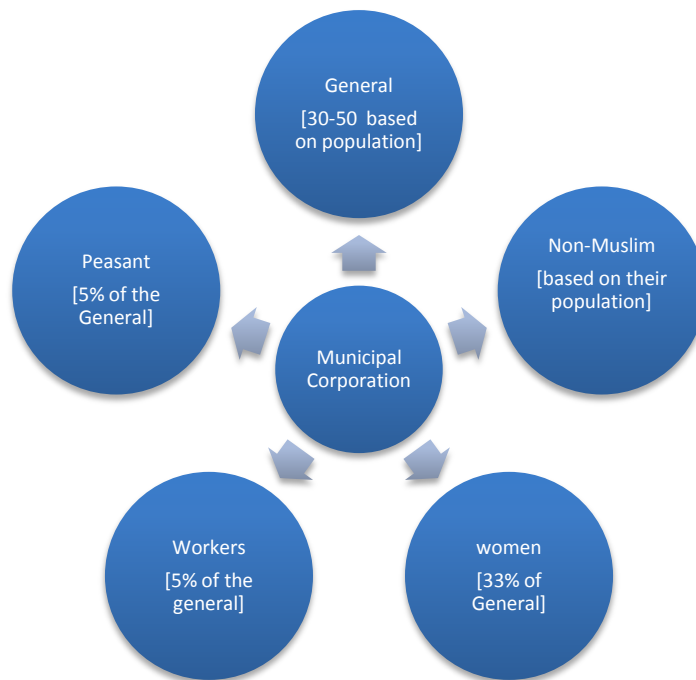 General
[30-50 based
on population]
Peasant
[5% of the
General]
Non-Muslim
[based on their
population]
Municipal
Corporation
Workers
[5% of the
general]
women
[33% of
General]